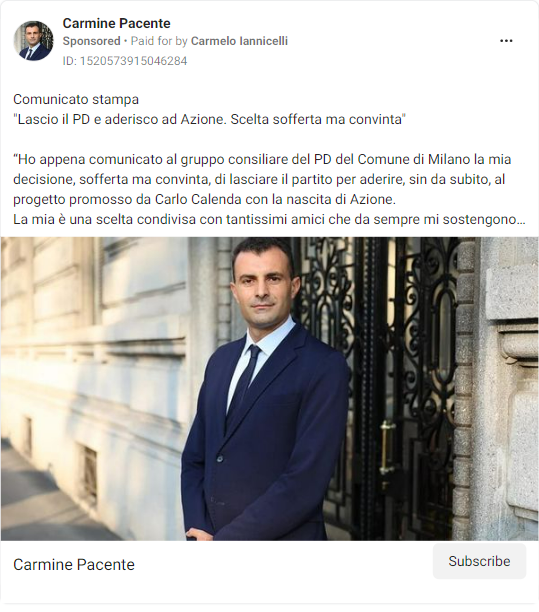 Carmine Pacente
Sponsored • Paid for by Carmelo Iannicelli
ID: 1520573915046284
Comunicato stampa
"Lascio il PD e aderisco ad Azione. Scelta sofferta ma convinta"
“Ho appena comunicato al gruppo consiliare del PD del Comune di Milano la mia
decisione, sofferta ma convinta, di lasciare il partito per aderire, sin da subito, al
progetto promosso da Carlo Calenda con la nascita di Azione.
La mia è una scelta condivisa con tantissimi amici che da sempre mi sostengono...
Carmine Pacente
Subscribe